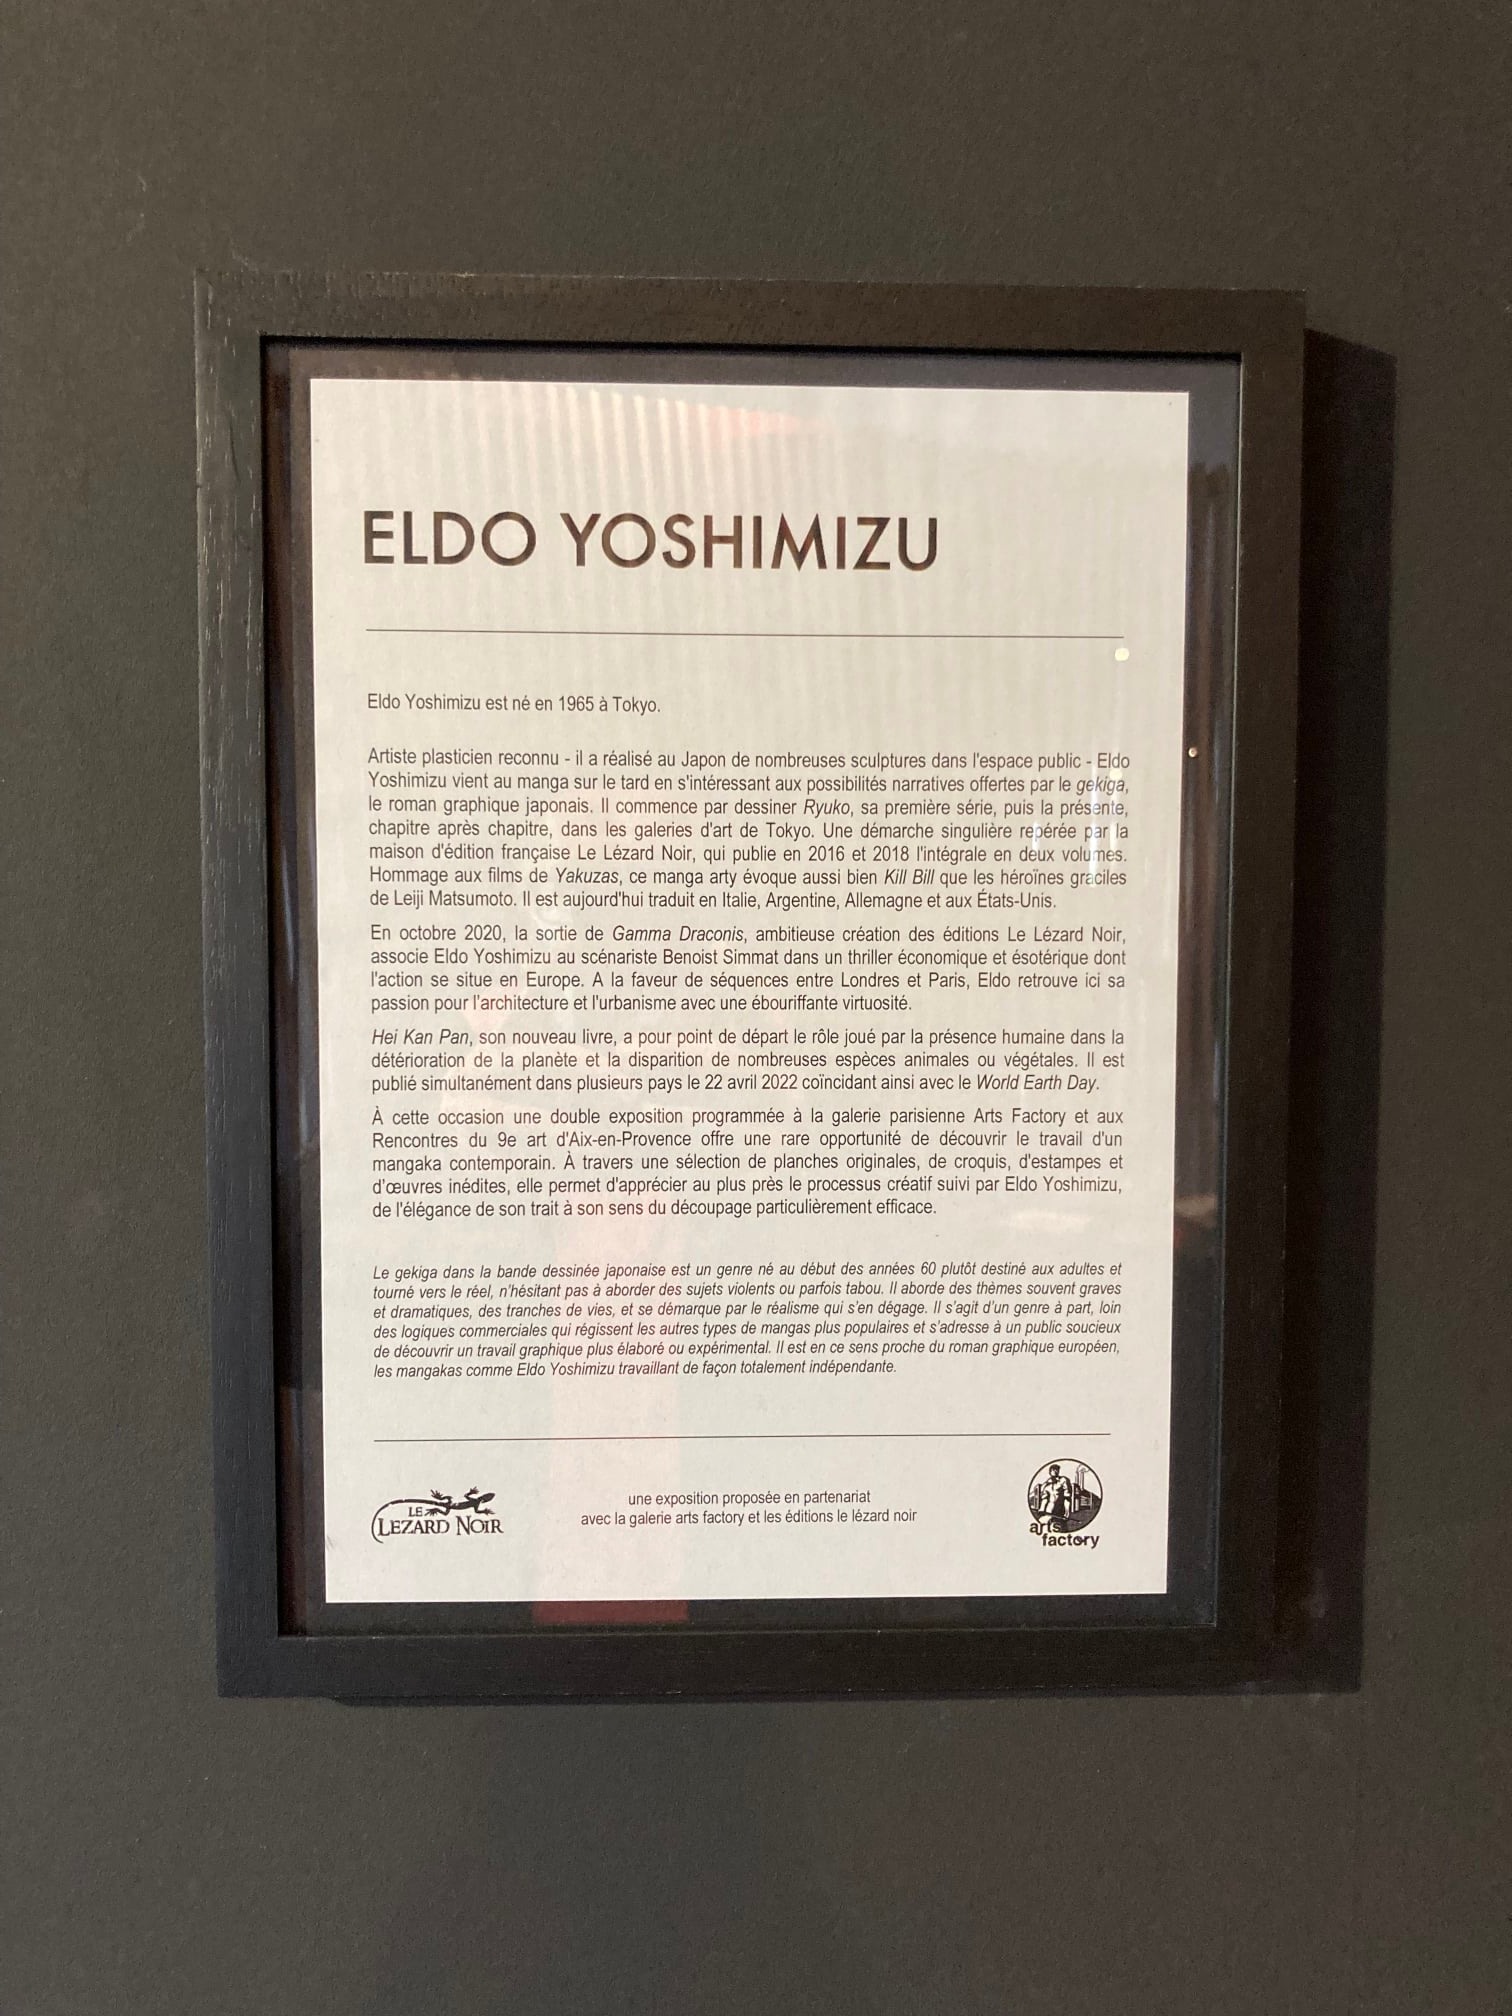 ELDO YOSHIMIZU
Eldo Yoshimizu est né en 1965 à Tokyo.
Artiste plasticien reconnu - il a réalisé au Japon de nombreuses sculptures dans l'espace public - Eldo
Yoshimizu vient au manga sur le tard en s'intéressant aux possibilités narratives offertes par le gekiga,
le roman graphique japonais. Il commence par dessiner Ryuko, sa première série, puis la présente,
chapitre après chapitre, dans les galeries d'art de Tokyo. Une démarche singulière repérée par la
maison d'édition française Le Lézard Noir, qui publie en 2016 et 2018 l'intégrale en deux volumes.
Hommage aux films de Yakuzas, ce manga arty évoque aussi bien Kill Bill que les héroïnes graciles
de Leiji Matsumoto. Il est aujourd'hui traduit en Italie, Argentine, Allemagne et aux États-Unis.
En octobre 2020, la sortie de Gamma Draconis, ambitieuse création des éditions Le Lézard Noir,
associe Eldo Yoshimizu au scénariste Benoist Simmat dans un thriller économique et ésotérique dont
l'action se situe en Europe. A la faveur de séquences entre Londres et Paris, Eldo retrouve ici sa
passion pour l'architecture et l'urbanisme avec une ébouriffante virtuosité.
Hei Kan Pan, son nouveau livre, a pour point de départ le rôle joué par la présence humaine dans la
détérioration de la planète et la disparition de nombreuses espèces animales ou végétales. Il est
publié simultanément dans plusieurs pays le 22 avril 2022 coïncidant ainsi avec le World Earth Day.
À cette occasion une double exposition programmée à la galerie parisienne Arts Factory et aux
Rencontres du 9e art d'Aix-en-Provence offre une rare opportunité de découvrir le travail d'un
mangaka contemporain. À travers une sélection de planches originales, de croquis, d'estampes et
d'œuvres inédites, elle permet d'apprécier au plus près le processus créatif suivi par Eldo Yoshimizu,
de l'élégance de son trait à son sens du découpage particulièrement efficace.
Le gekiga dans la bande dessinée japonaise est un genre né au début des années 60 plutôt destiné aux adultes et
tourné vers le réel, n'hésitant pas à aborder des sujets violents ou parfois tabou. Il aborde des thèmes souvent graves
et dramatiques, des tranches de vies, et se démarque par le réalisme qui s'en dégage. Il s'agit d'un genre à part, loin
des logiques commerciales qui régissent les autres types de mangas plus populaires et s'adresse à un public soucieux
de découvrir un travail graphique plus élaboré ou expérimental. Il est en ce sens proche du roman graphique européen,
les mangakas comme Eldo Yoshimizu travaillant de façon totalement indépendante.
LE
LEZARD NOIR
une exposition proposée en partenariat
avec la galerie arts factory et les éditions le lézard noir
arts
factory